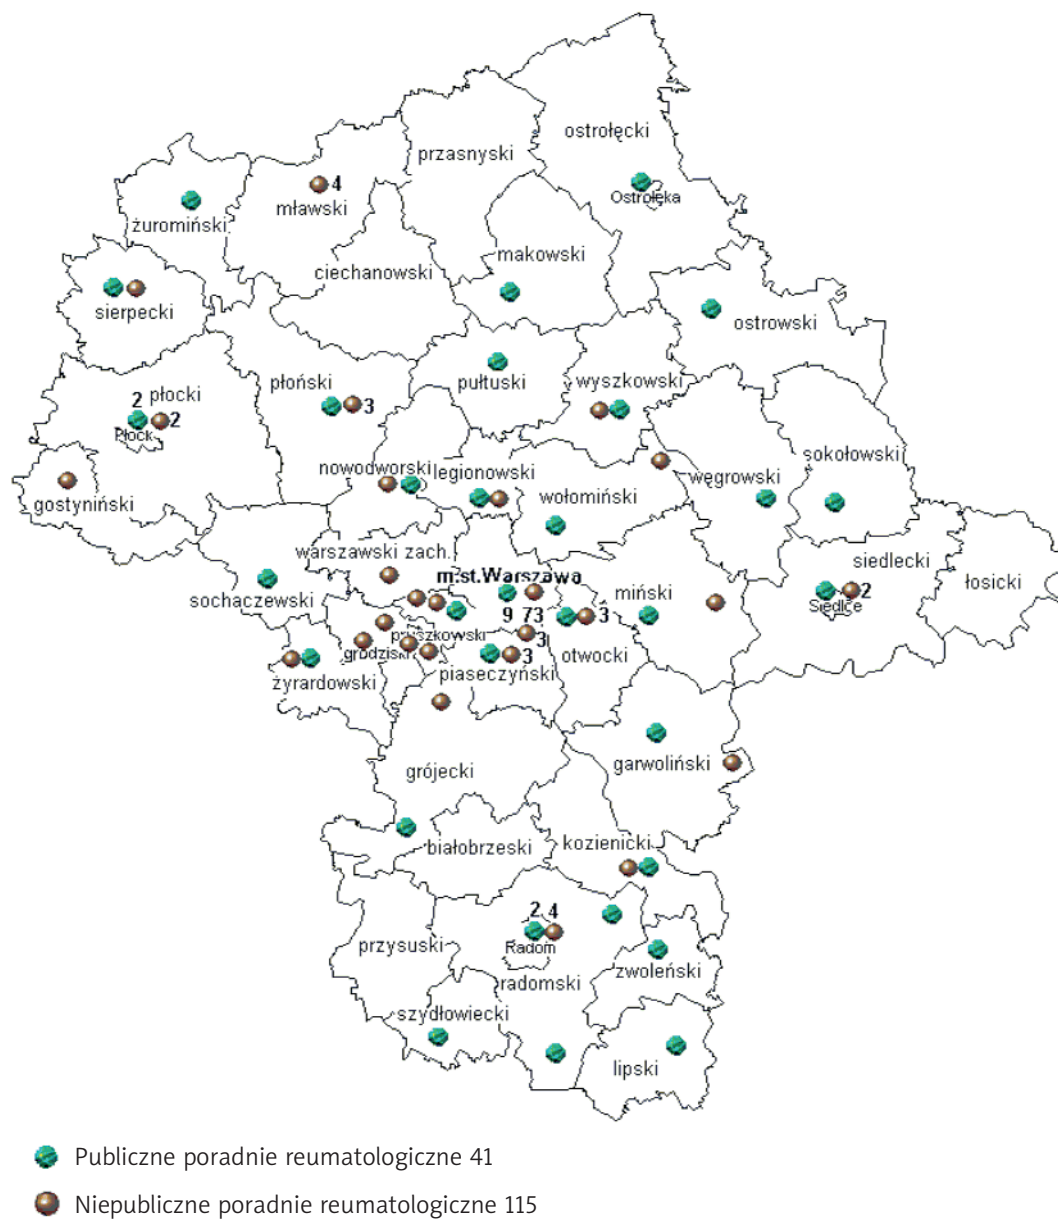 ostrołęcki
przasnyski
4
Ostrołęka
mławski
żuromiński
makowski
ciechanowski
sierpecki
ostrowski
płoński
pułtuski
wyszkowski
płocki
2
3
2
Płock
sokołowski
nowodworski
legionowski
węgrowski
wołomiński
gostyniński
warszawski zach.
siedlecki
m.st.Warszawa
łosicki
miński
2
sochaczewski
Siedlce
9 73
3
pruszkowski
3
grodziski
otwocki
3
piaseczyński
żyrardowski
garwoliński
grójecki
kozienicki
białobrzeski
2 4
przysuski
Radom
zwoleński
radomski
szydłowiecki
lipski
Publiczne poradnie reumatologiczne 41
Niepubliczne poradnie reumatologiczne 115